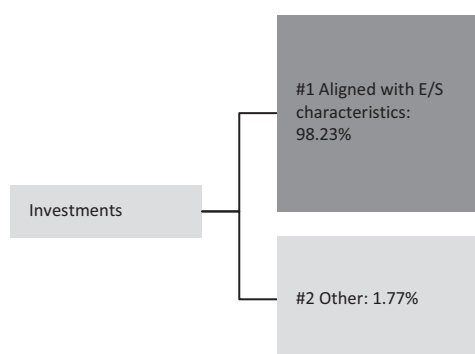 #1 Aligned with E/S
characteristics:
98.23%
Investments
#2 Other: 1.77%